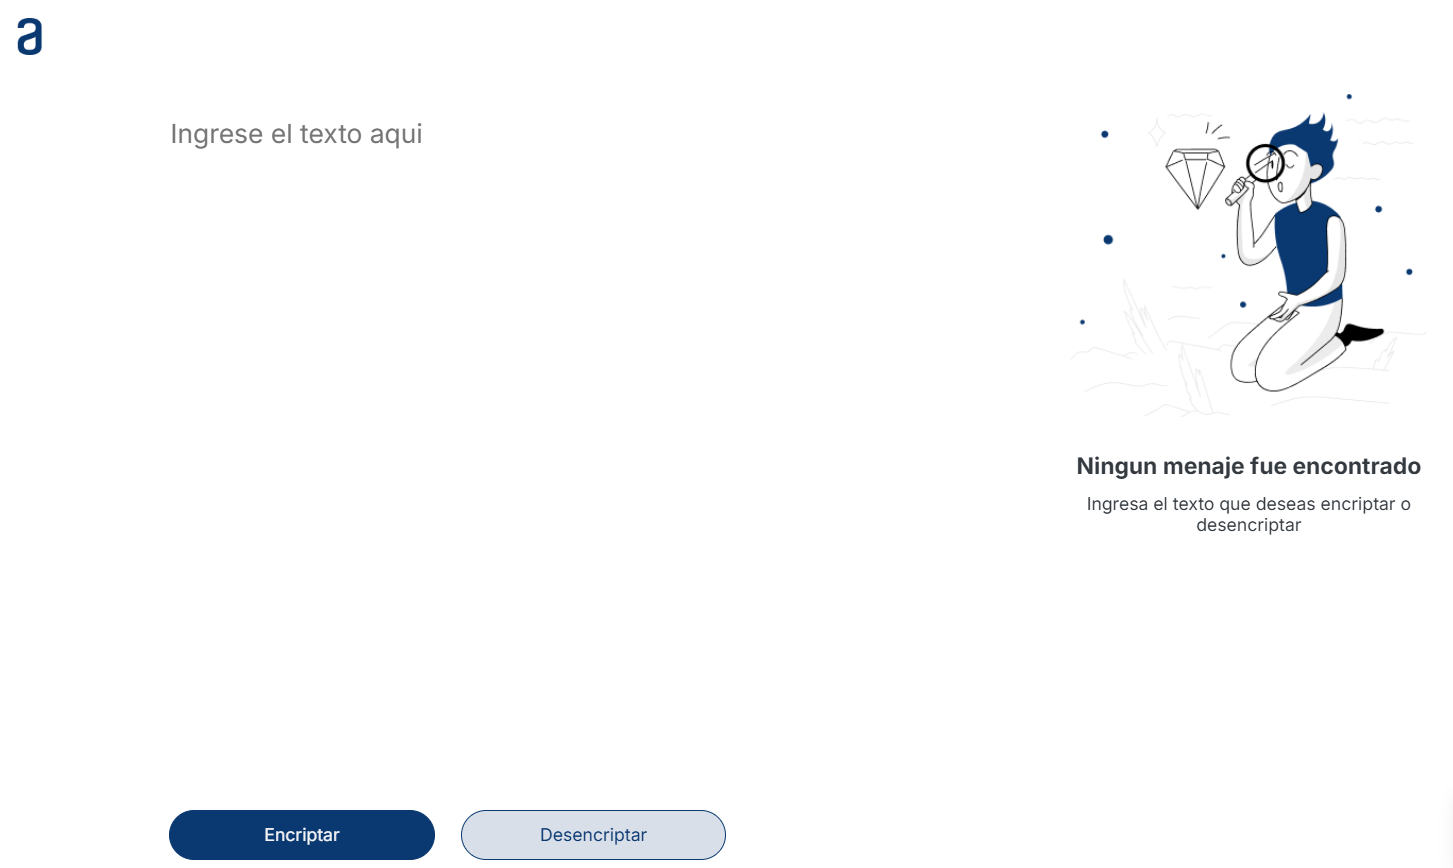 a
Ingrese el texto aqui
Ningun menaje fue encontrado
Ingresa el texto que deseas encriptar o
desencriptar
Encriptar
Desencriptar